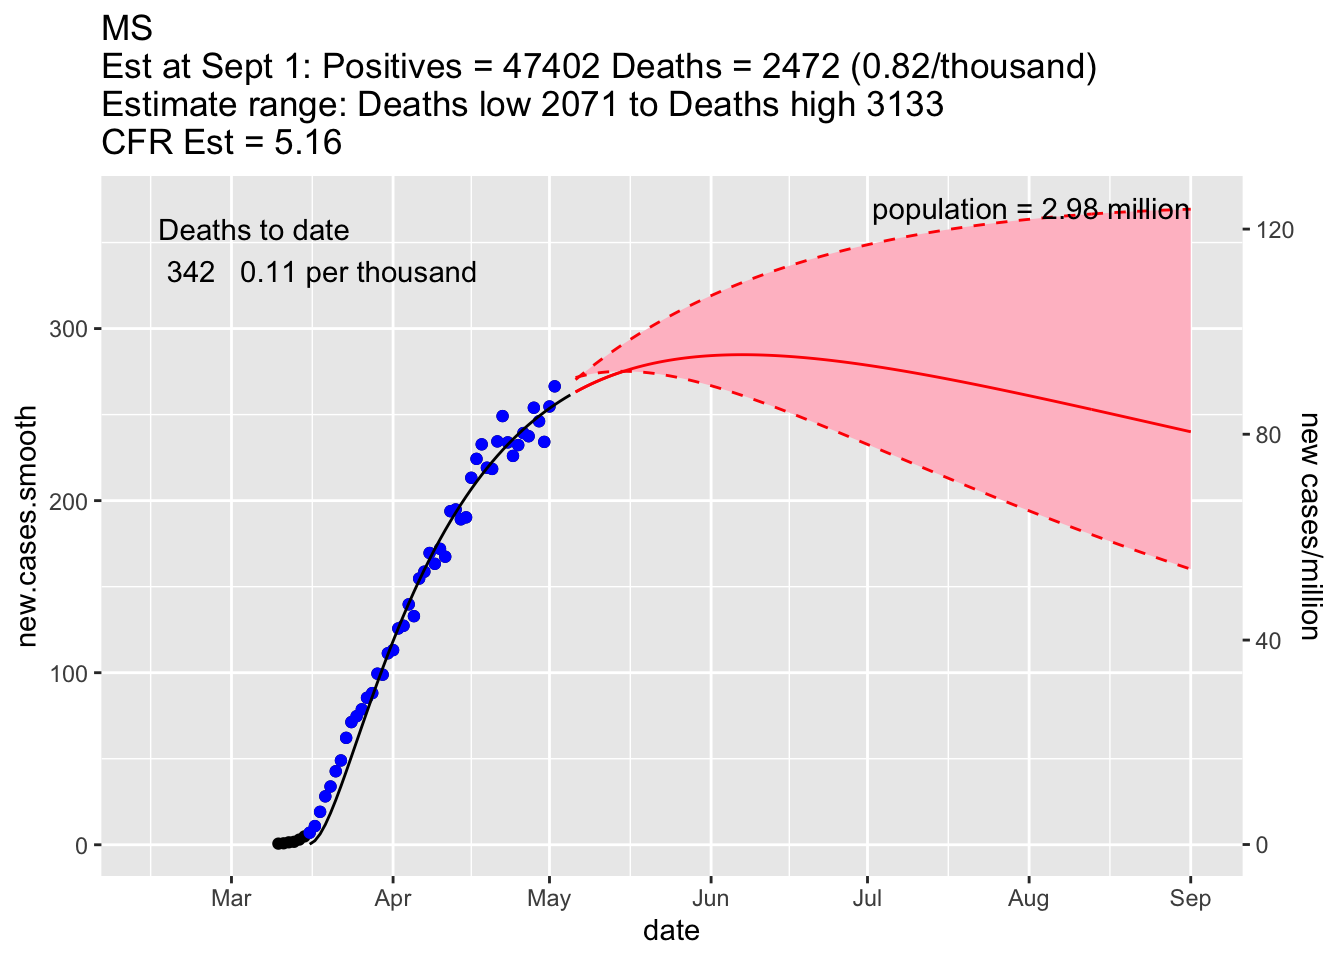 MS
Est at Sept 1: Positives = 47402 Deaths = 2472 (0.82/thousand)
Estimate range: Deaths low 2071 to Deaths high 3133
CFR Est = 5.16
population = 2.98 million
Deaths to date
342 0.11 per thousand
300
200
100
0
new.cases.smooth
120
80
40
0
new cases/million
Mar Apr May Jun Jul Aug Sep
date